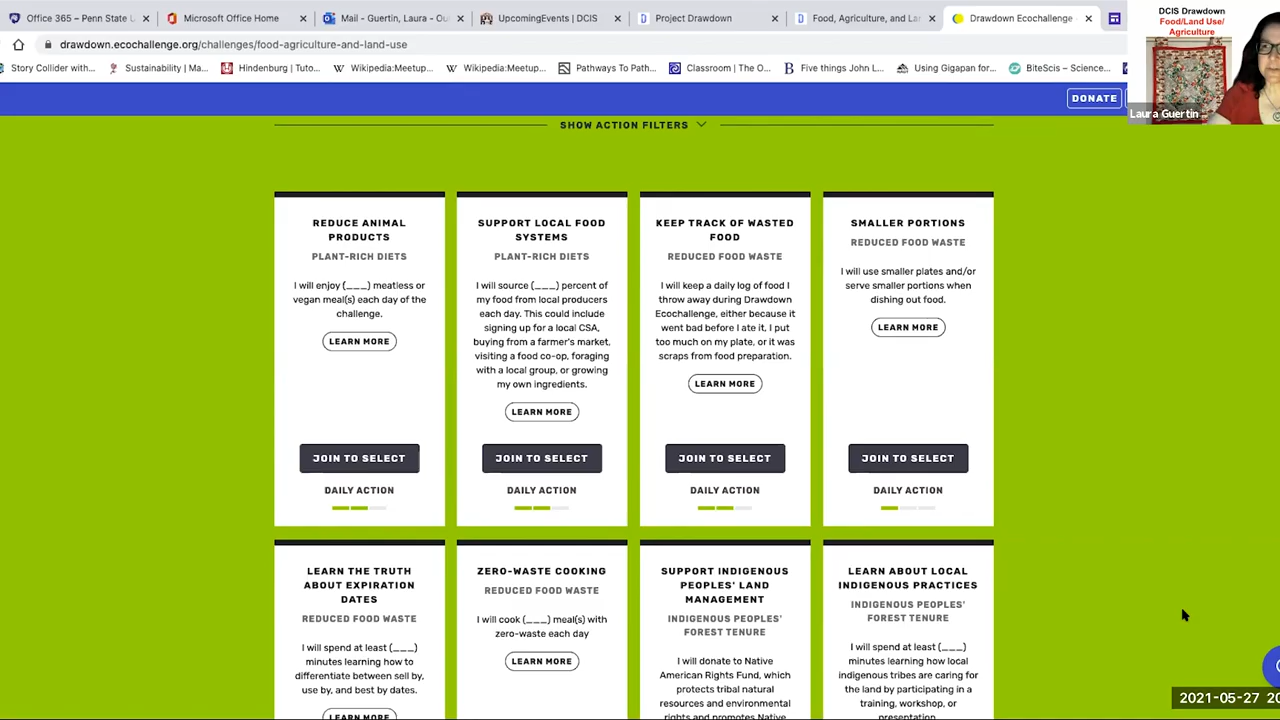 Office 365 – Penn State U
Microsoft Office Home
Mail - Guertin, Laura - Ou
UpcomingEvents | DCIS
Project Drawdown
Food, Agriculture, and La
Drawdown Ecochallenge
drawdown.ecochallenge.org/challenges/food-agriculture-and-land-use
Story Collider with...
Sustainability | Ma...
Hindenburg | Tuto...
Wikipedia:Meetup...
Wikipedia:Meetup...
Pathways To Path...
Classroom | The O...
Five things John L...
Using Gigapan for...
BiteScis – Science...
DCIS Drawdown
Food/Land Use/
Agriculture
Laura Guertin
DONATE
SHOW ACTION FILTERS
REDUCE ANIMAL
PRODUCTS
PLANT-RICH DIETS
I will enjoy (___) meatless or
vegan meal(s) each day of the
challenge.
LEARN MORE
JOIN TO SELECT
DAILY ACTION
SUPPORT LOCAL FOOD
SYSTEMS
PLANT-RICH DIETS
I will source (___) percent of
my food from local producers
each day. This could include
signing up for a local CSA,
buying from a farmer's market,
visiting a food co-op, foraging
with a local group, or growing
my own ingredients.
LEARN MORE
JOIN TO SELECT
DAILY ACTION
KEEP TRACK OF WASTED
FOOD
REDUCED FOOD WASTE
I will keep a daily log of food I
throw away during Drawdown
Ecochallenge, either because it
went bad before I ate it, I put
too much on my plate, or it was
scraps from food preparation.
LEARN MORE
JOIN TO SELECT
DAILY ACTION
SMALLER PORTIONS
REDUCED FOOD WASTE
I will use smaller plates and/or
serve smaller portions when
dishing out food.
LEARN MORE
JOIN TO SELECT
DAILY ACTION
LEARN THE TRUTH
ABOUT EXPIRATION
DATES
REDUCED FOOD WASTE
I will spend at least (___)
minutes learning how to
differentiate between sell by,
use by, and best by dates.
LEARN MORE
ZERO-WASTE COOKING
REDUCED FOOD WASTE
I will cook (___) meal(s) with
zero-waste each day
LEARN MORE
SUPPORT INDIGENOUS
PEOPLES' LAND
MANAGEMENT
INDIGENOUS PEOPLES'
FOREST TENURE
I will donate to Native
American Rights Fund, which
protects tribal natural
resources and environmental
rights and promotes Native
LEARN ABOUT LOCAL
INDIGENOUS PRACTICES
INDIGENOUS PEOPLES'
FOREST TENURE
I will spend at least (___)
minutes learning how local
indigenous tribes are caring for
the land by participating in a
training, workshop, or
presentation.
2021-05-27 20